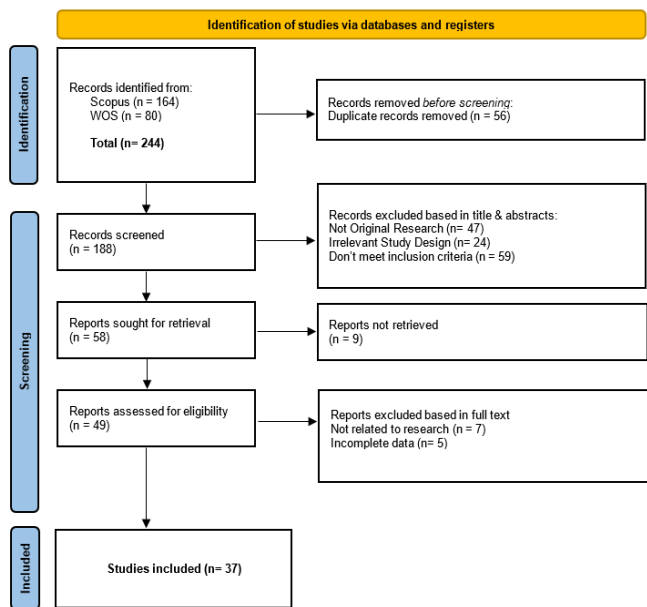 Identification of studies via databases and registers
Identification
Records identified from:
Scopus (n = 164)
WOS (n = 80)
Total (n= 244)
Records removed before screening:
Duplicate records removed (n = 56)
Screening
Records screened
(n = 188)
Records excluded based in title & abstracts:
Not Original Research (n= 47)
Irrelevant Study Design (n= 24)
Don't meet inclusion criteria (n = 59)
Reports sought for retrieval
(n = 58)
Reports not retrieved
(n = 9)
Reports assessed for eligibility
(n = 49)
Reports excluded based in full text
Not related to research (n = 7)
Incomplete data (n= 5)
Included
Studies included (n= 37)